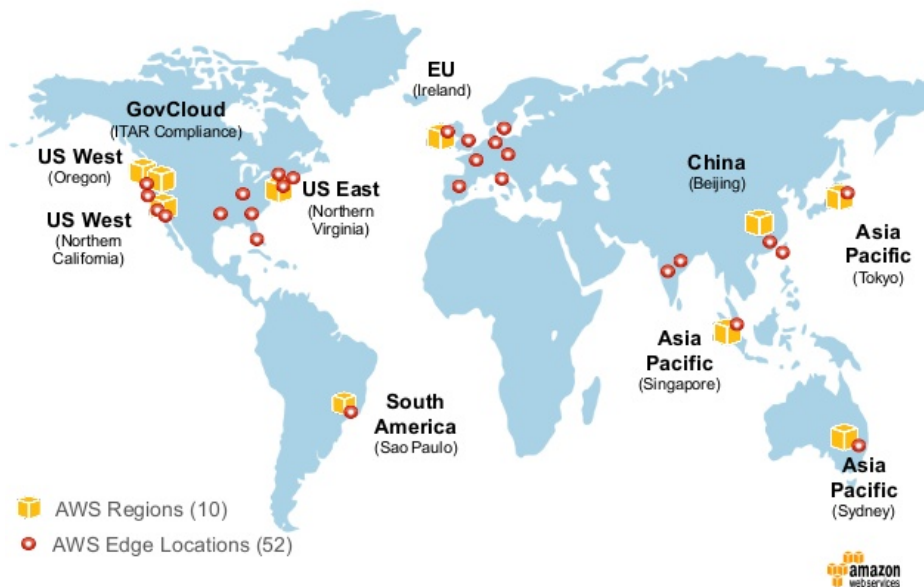 EU
(Ireland)
GovCloud
(ITAR Compliance)
US West
(Oregon)
US East
(Northern
Virginia)
US West
(Northern
California)
China
(Beijing)
Asia
Pacific
(Tokyo)
Asia
Pacific
(Singapore)
South
America
(Sao Paulo)
Asia
Pacific
(Sydney)
AWS Regions (10)
AWS Edge Locations (52)
amazon
web services